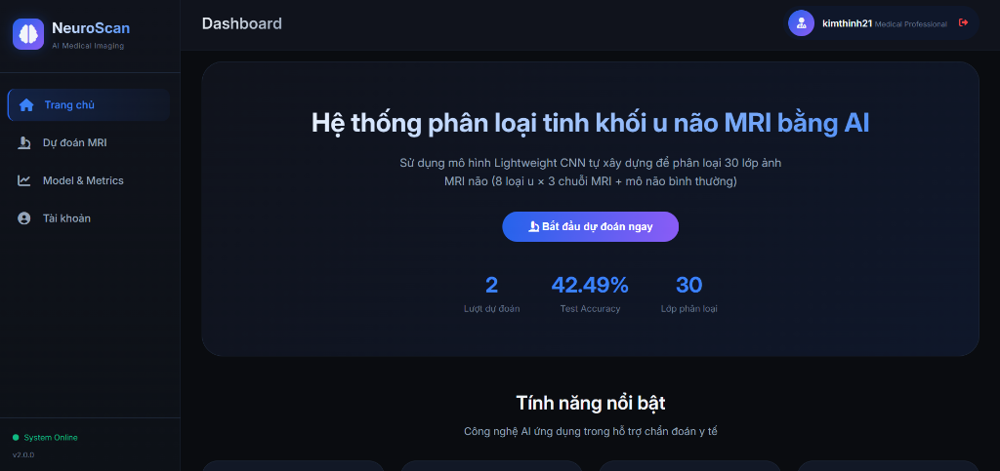 NeuroScan
AI Medical Imaging
Trang chủ
Dự đoán MRI
Model & Metrics
Tài khoản
System Online
v2.0.0
Dashboard
kimthinh21 Medical Professional
Hệ thống phân loại tinh khối u não MRI bằng AI
Sử dụng mô hình Lightweight CNN tự xây dựng để phân loại 30 lớp ảnh
MRI não (8 loại u × 3 chuỗi MRI + mô não bình thường)
Bắt đầu dự đoán ngay
2
Lượt dự đoán
42.49%
Test Accuracy
30
Lớp phân loại
Tính năng nổi bật
Công nghệ AI ứng dụng trong hỗ trợ chẩn đoán y tế